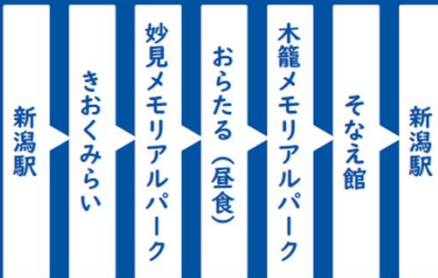 新潟駅
きおくみらい
妙見メモリアルパーク
おらたる（昼食）
木籠メモリアルパーク
そなえ館
新潟駅